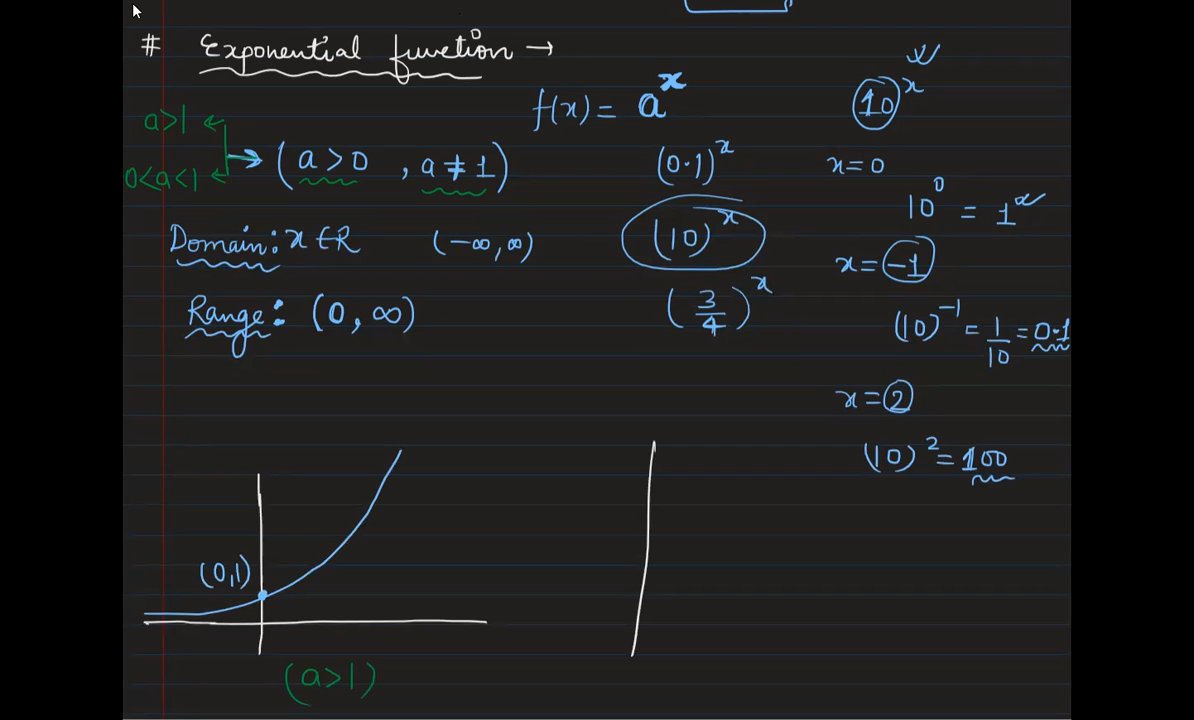 # Exponential function →
f(x) = a^x
(10)^x
a>1
0<a<1
(a > 0 , a ≠ 1)
(0.1)^x
x=0
10^0 = 1
Domain: x ∈ R (-∞, ∞)
(10)^x
x = -1
Range: (0, ∞)
(3/4)^x
(10)^-1 = 1/10 = 0.1
x = 2
(10)^2 = 100
(0,1)
(a>1)